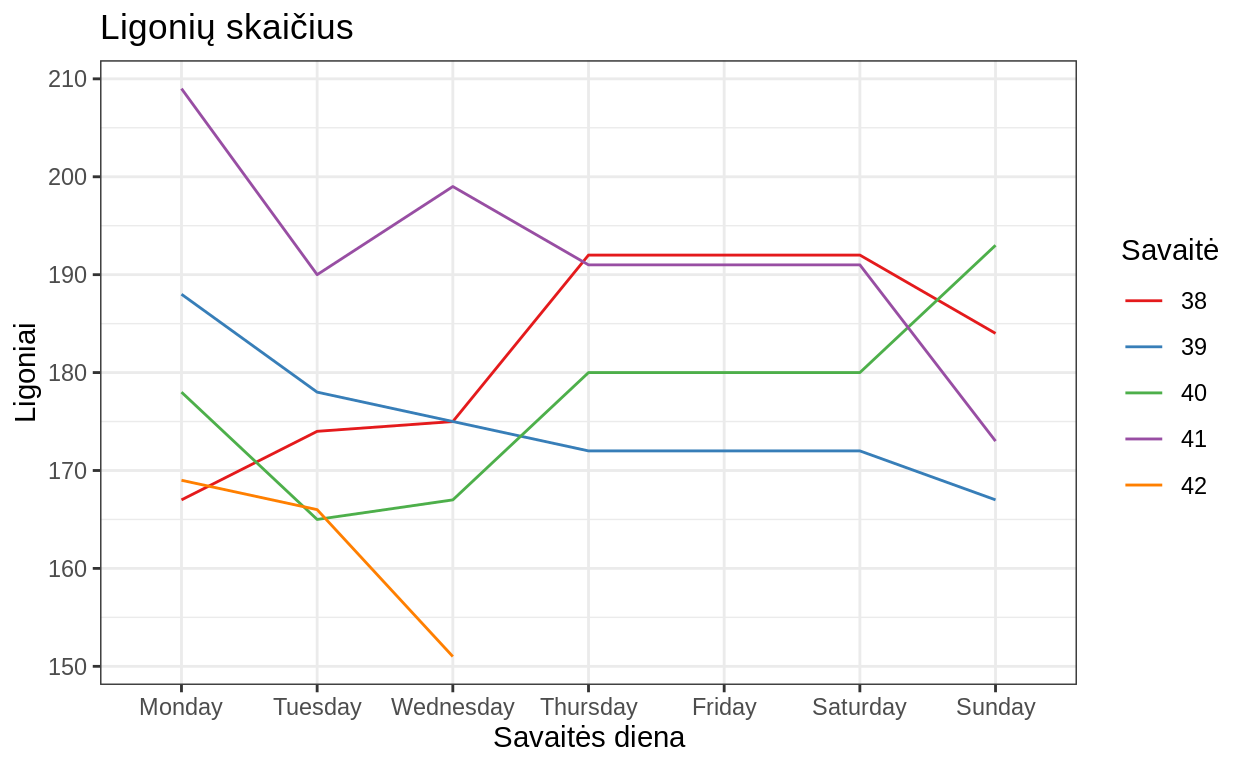 Ligonių skaičius
210
200
190
180
170
160
150
Ligoniai
Monday Tuesday Wednesday Thursday Friday Saturday Sunday
Savaitės diena
Savaitė
38
39
40
41
42